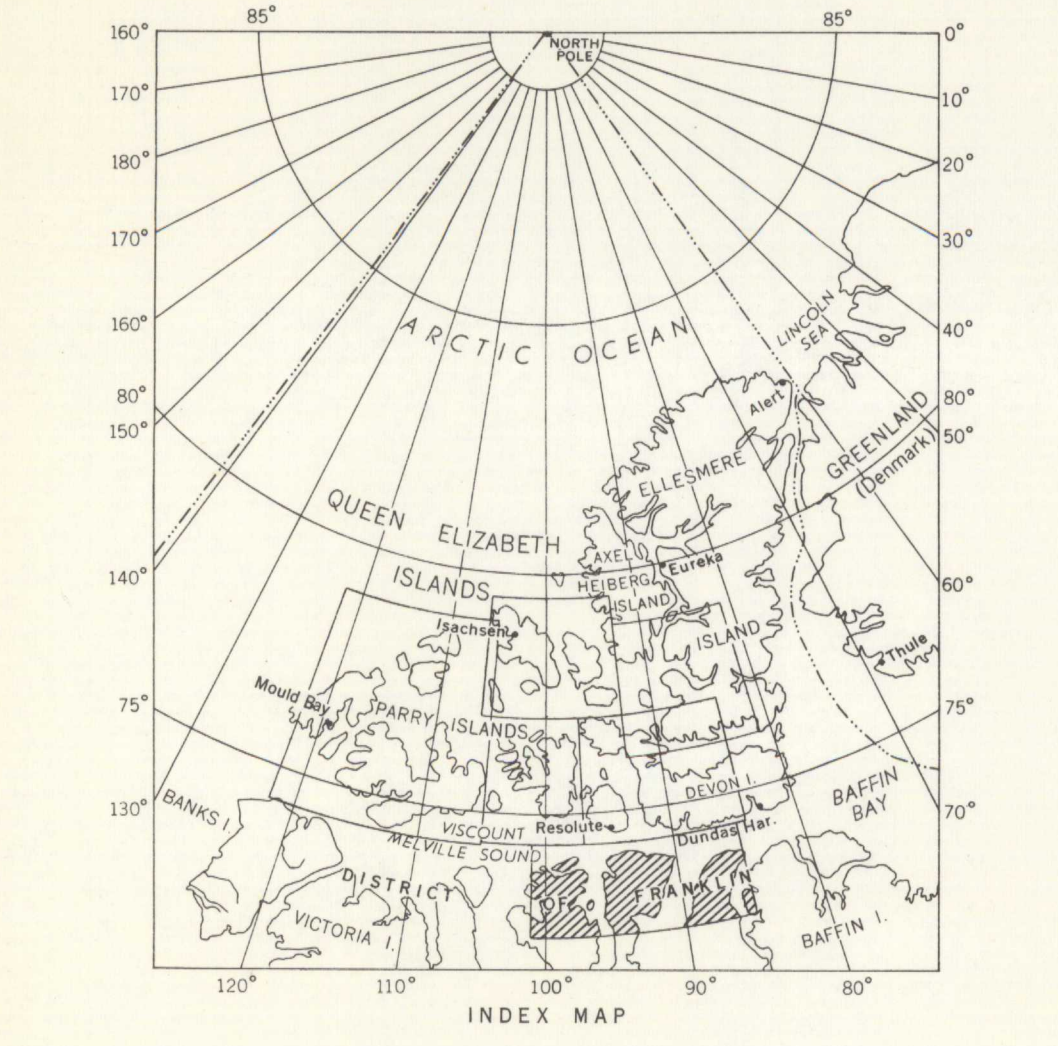 85° 85°
160° 0°
NORTH
POLE
170° 10°
180° 20°
170° 30°
160° 40°
LINCOLN
SEA
ARCTIC OCEAN
80° 80°
Alert
150° 50°
GREENLAND
(Denmark)
ELLESMERE
QUEEN ELIZABETH
ISLANDS
AXEL
HEIBERG
ISLAND
Eureka
140° 60°
Isachsen
ISLAND
Thule
Mould Bay
PARRY ISLANDS
75° 75°
DEVON I.
BAFFIN
BAY
BANKS I.
130° 70°
VISCOUNT
MELVILLE SOUND
Resolute
Dundas Har.
DISTRICT OF FRANKLIN
VICTORIA I.
BAFFIN I.
120° 110° 100° 90° 80°
INDEX MAP